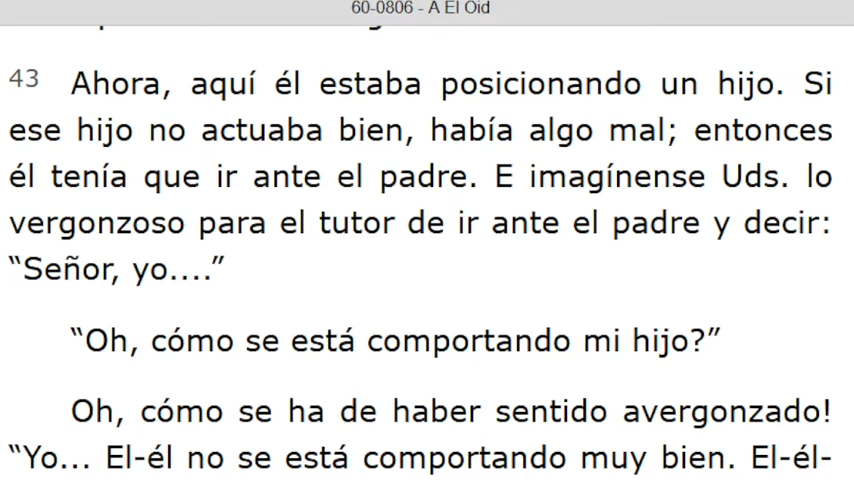 60-0806 - A El Oid
43 Ahora, aquí él estaba posicionando un hijo. Si
ese hijo no actuaba bien, había algo mal; entonces
él tenía que ir ante el padre. E imagínense Uds. lo
vergonzoso para el tutor de ir ante el padre y decir:
“Señor, yo....”
“Oh, cómo se está comportando mi hijo?”
Oh, cómo se ha de haber sentido avergonzado!
“Yo... El-él no se está comportando muy bien. El-él-